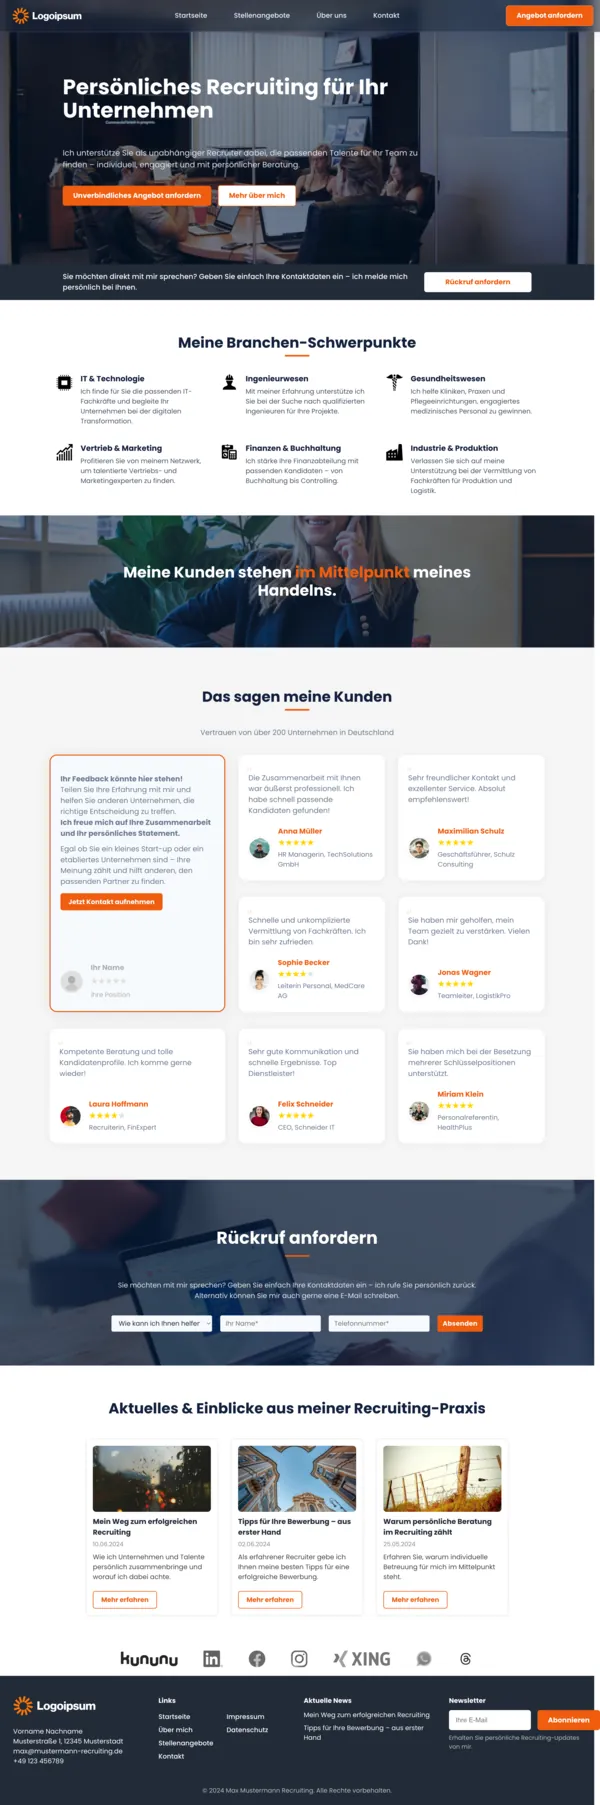 Logoipsum
Startseite
Stellenangebote
Über uns
Kontakt
Angebot anfordern
Persönliches Recruiting für Ihr
Unternehmen
Ich unterstütze Sie als unabhängiger Recruiter dabei, die passenden Talente für Ihr Team zu
finden – individuell, engagiert und mit persönlicher Beratung.
Unverbindliches Angebot anfordern
Mehr über mich
Sie möchten direkt mit mir sprechen? Geben Sie einfach Ihre Kontaktdaten ein – ich melde mich
persönlich bei Ihnen.
Rückruf anfordern
Meine Branchen-Schwerpunkte
IT & Technologie
Ich finde für Sie die passenden IT-
Fachkräfte und begleite Ihr
Unternehmen bei der digitalen
Transformation.
Ingenieurwesen
Mit meiner Erfahrung unterstütze ich
Sie bei der Suche nach qualifizierten
Ingenieuren für Ihre Projekte.
Gesundheitswesen
Ich helfe Kliniken, Praxen und
Pflegeeinrichtungen, engagiertes
medizinisches Personal zu gewinnen.
Vertrieb & Marketing
Profitieren Sie von meinem Netzwerk,
um talentierte Vertriebs- und
Marketingexperten zu finden.
Finanzen & Buchhaltung
Ich stärke Ihre Finanzabteilung mit
passenden Kandidaten – von
Buchhaltung bis Controlling.
Industrie & Produktion
Verlassen Sie sich auf meine
Unterstützung bei der Vermittlung von
Fachkräften für Produktion und
Logistik.
Meine Kunden stehen im Mittelpunkt meines
Handelns.
Das sagen meine Kunden
Vertrauen von über 200 Unternehmen in Deutschland
Ihr Feedback könnte hier stehen!
Teilen Sie Ihre Erfahrung mit mir und
helfen Sie anderen Unternehmen, die
richtige Entscheidung zu treffen.
Ich freue mich auf Ihre Zusammenarbeit
und Ihr persönliches Statement.
Egal ob Sie ein kleines Start-up oder ein
etabliertes Unternehmen sind – Ihre
Meinung zählt und hilft anderen, den
passenden Partner zu finden.
Jetzt Kontakt aufnehmen
Ihr Name
Ihre Position
Die Zusammenarbeit mit Ihnen
war äußerst professionell. Ich
habe schnell passende
Kandidaten gefunden!
Anna Müller
HR Managerin, TechSolutions
GmbH
Sehr freundlicher Kontakt und
exzellenter Service. Absolut
empfehlenswert!
Maximilian Schulz
Geschäftsführer, Schulz
Consulting
Schnelle und unkomplizierte
Vermittlung von Fachkräften. Ich
bin sehr zufrieden.
Sophie Becker
Leiterin Personal, MedCare
AG
Sie haben mir geholfen, mein
Team gezielt zu verstärken. Vielen
Dank!
Jonas Wagner
Teamleiter, LogistikPro
Kompetente Beratung und tolle
Kandidatenprofile. Ich komme gerne
wieder!
Laura Hoffmann
Recruiterin, FinExpert
Sehr gute Kommunikation und
schnelle Ergebnisse. Top
Dienstleister!
Felix Schneider
CEO, Schneider IT
Sie haben mich bei der Besetzung
mehrerer Schlüsselpositionen
unterstützt.
Miriam Klein
Personalreferentin,
HealthPlus
Rückruf anfordern
Sie möchten mit mir sprechen? Geben Sie einfach Ihre Kontaktdaten ein – ich rufe Sie persönlich zurück.
Alternativ können Sie mir auch gerne eine E-Mail schreiben.
Wie kann ich Ihnen helfer
Ihr Name*
Telefonnummer*
Absenden
Aktuelles & Einblicke aus meiner Recruiting-Praxis
Mein Weg zum erfolgreichen
Recruiting
10.06.2024
Wie ich Unternehmen und Talente
persönlich zusammenbringe und
worauf ich dabei achte.
Mehr erfahren
Tipps für Ihre Bewerbung – aus
erster Hand
02.06.2024
Als erfahrener Recruiter gebe ich
Ihnen meine besten Tipps für eine
erfolgreiche Bewerbung.
Mehr erfahren
Warum persönliche Beratung
im Recruiting zählt
25.05.2024
Erfahren Sie, warum individuelle
Betreuung für mich im Mittelpunkt
steht.
Mehr erfahren
kununu
XING
Logoipsum
Vorname Nachname
Musterstraße 1, 12345 Musterstadt
max@mustermann-recruiting.de
+49 123 456789
Links
Startseite
Über mich
Stellenangebote
Kontakt
Impressum
Datenschutz
Aktuelle News
Mein Weg zum erfolgreichen Recruiting
Tipps für Ihre Bewerbung – aus erster
Hand
Newsletter
Ihre E-Mail
Abonnieren
Erhalten Sie persönliche Recruiting-Updates
von mir.
© 2024 Max Mustermann Recruiting. Alle Rechte vorbehalten.